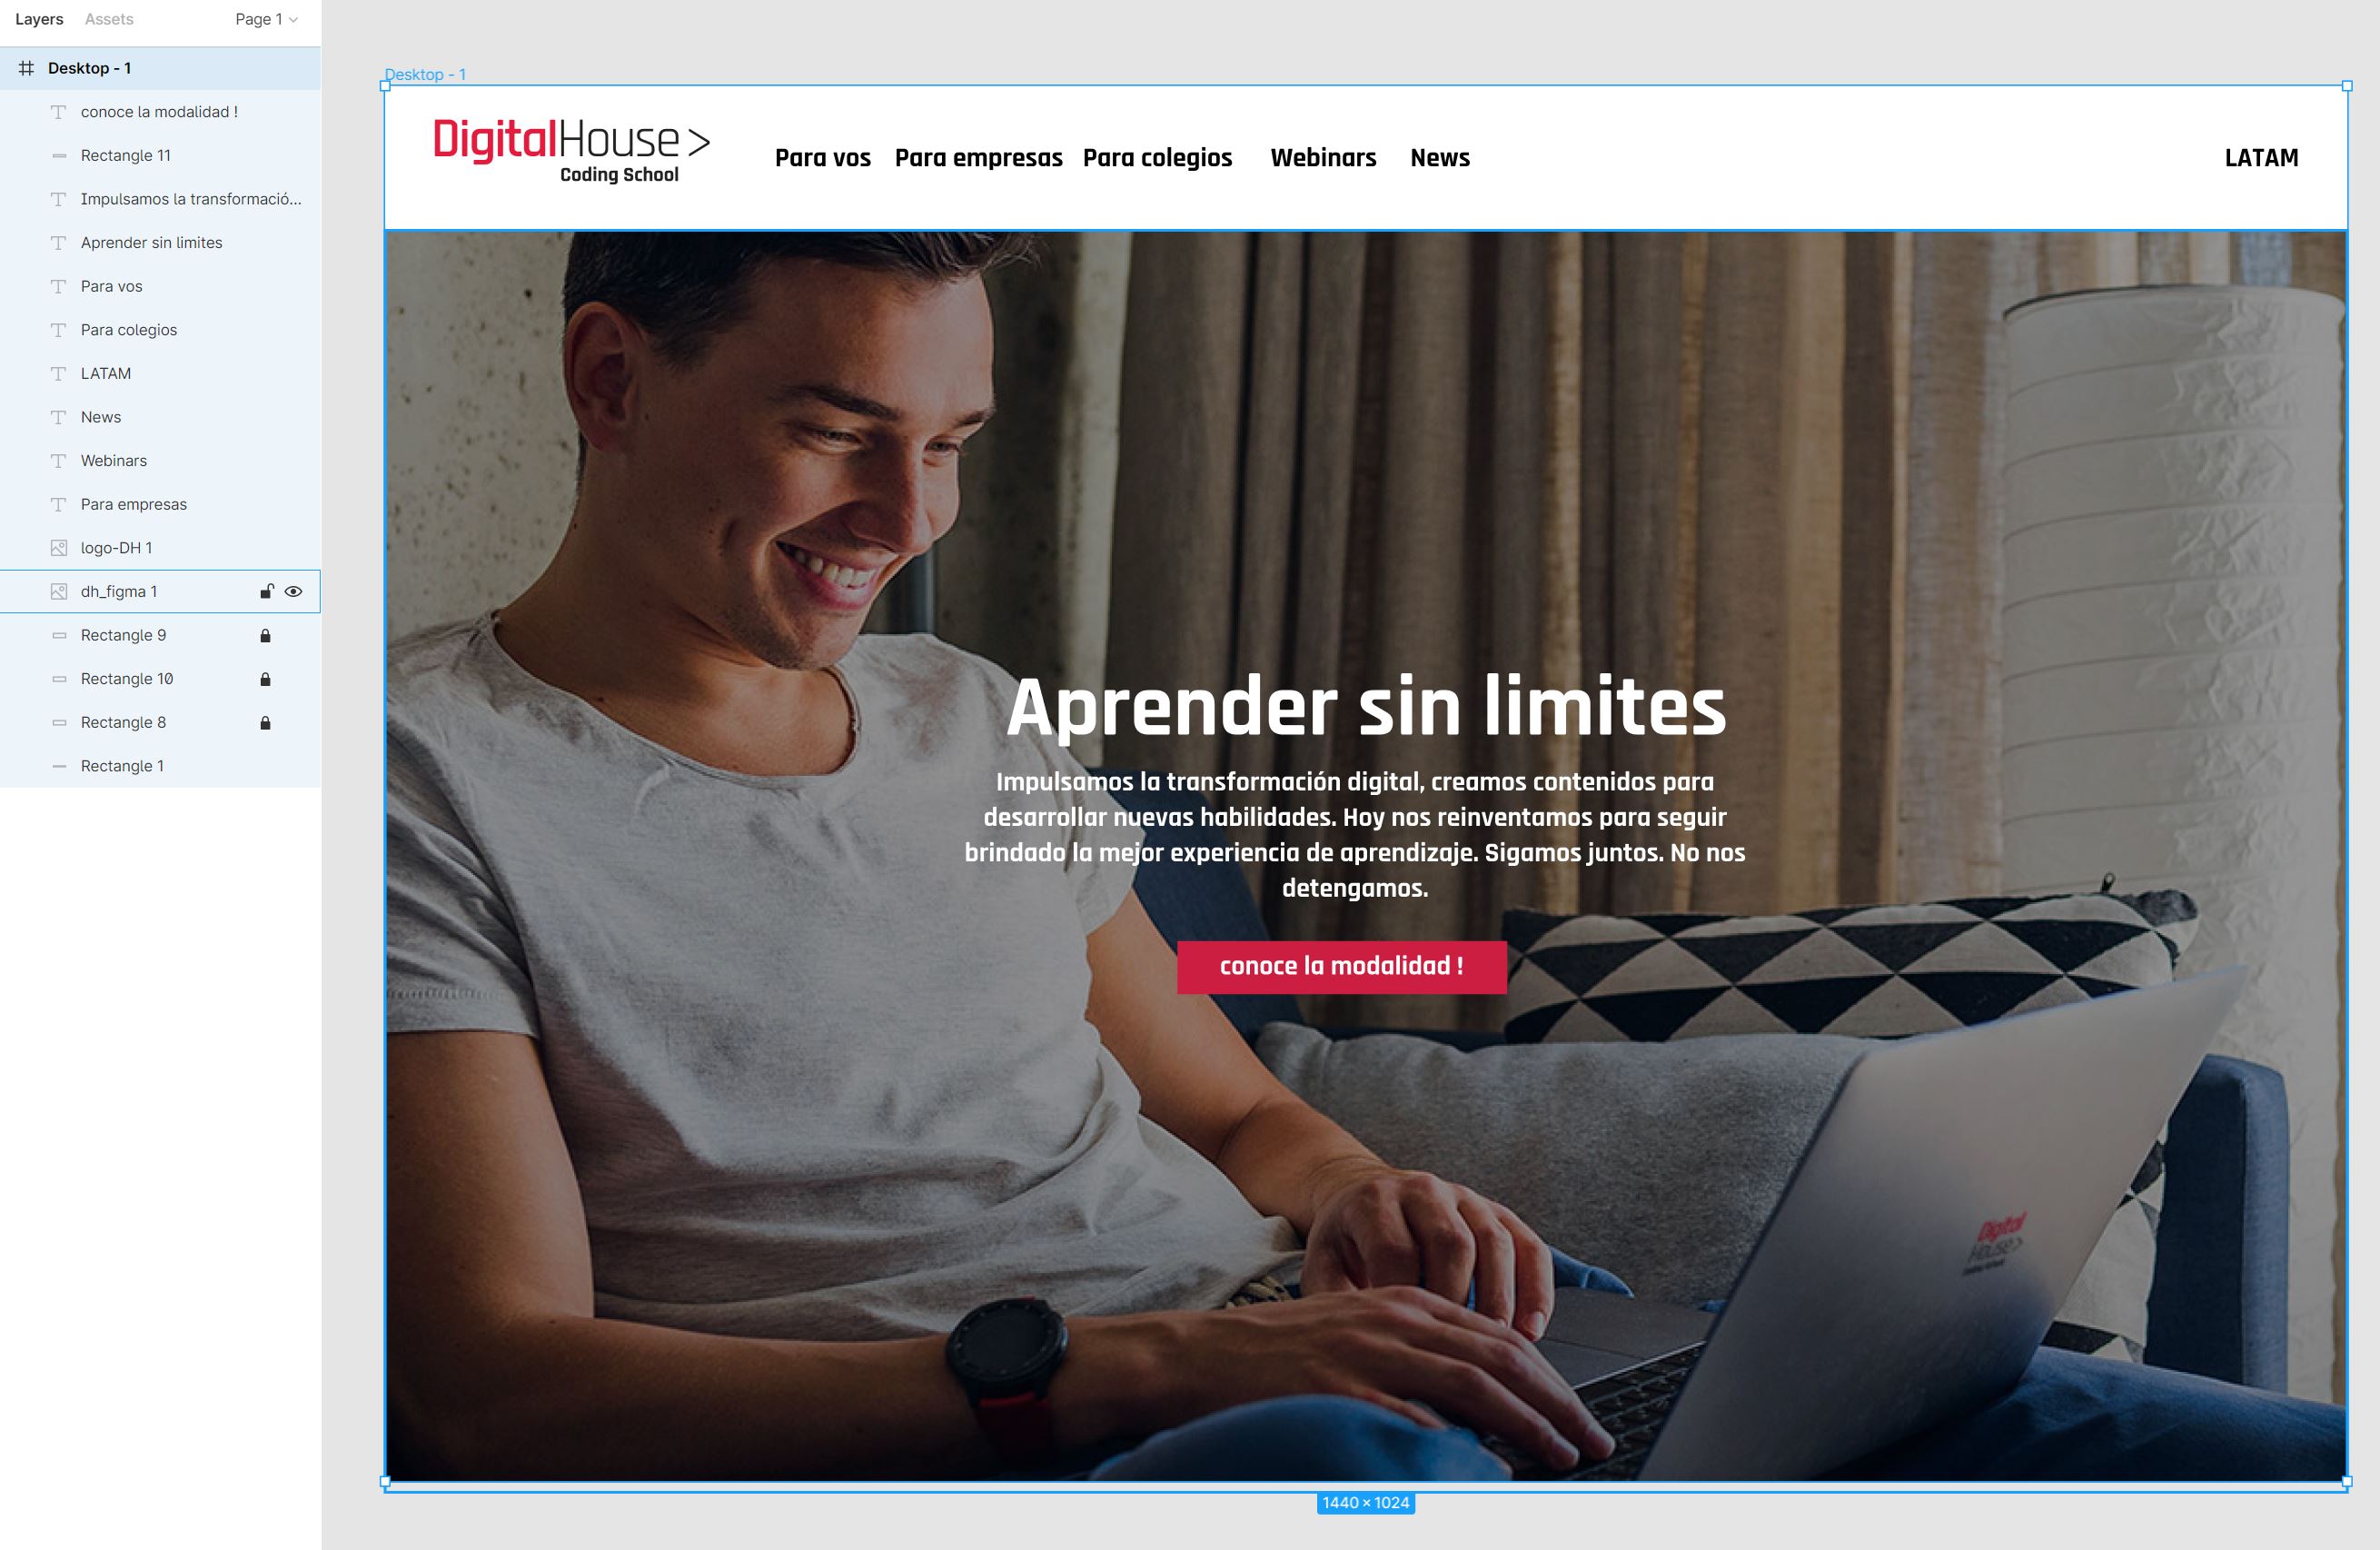 Layers Assets Page 1
Desktop - 1
conoce la modalidad !
Rectangle 11
Impulsamos la transformació...
Aprender sin limites
Para vos
Para colegios
LATAM
News
Webinars
Para empresas
logo-DH 1
dh_figma 1
Rectangle 9
Rectangle 10
Rectangle 8
Rectangle 1
Desktop - 1
DigitalHouse >
Coding School
Para vos Para empresas Para colegios Webinars News LATAM
Aprender sin limites
Impulsamos la transformación digital, creamos contenidos para
desarrollar nuevas habilidades. Hoy nos reinventamos para seguir
brindado la mejor experiencia de aprendizaje. Sigamos juntos. No nos
detengamos.
conoce la modalidad !
Digital
House>
1440 × 1024